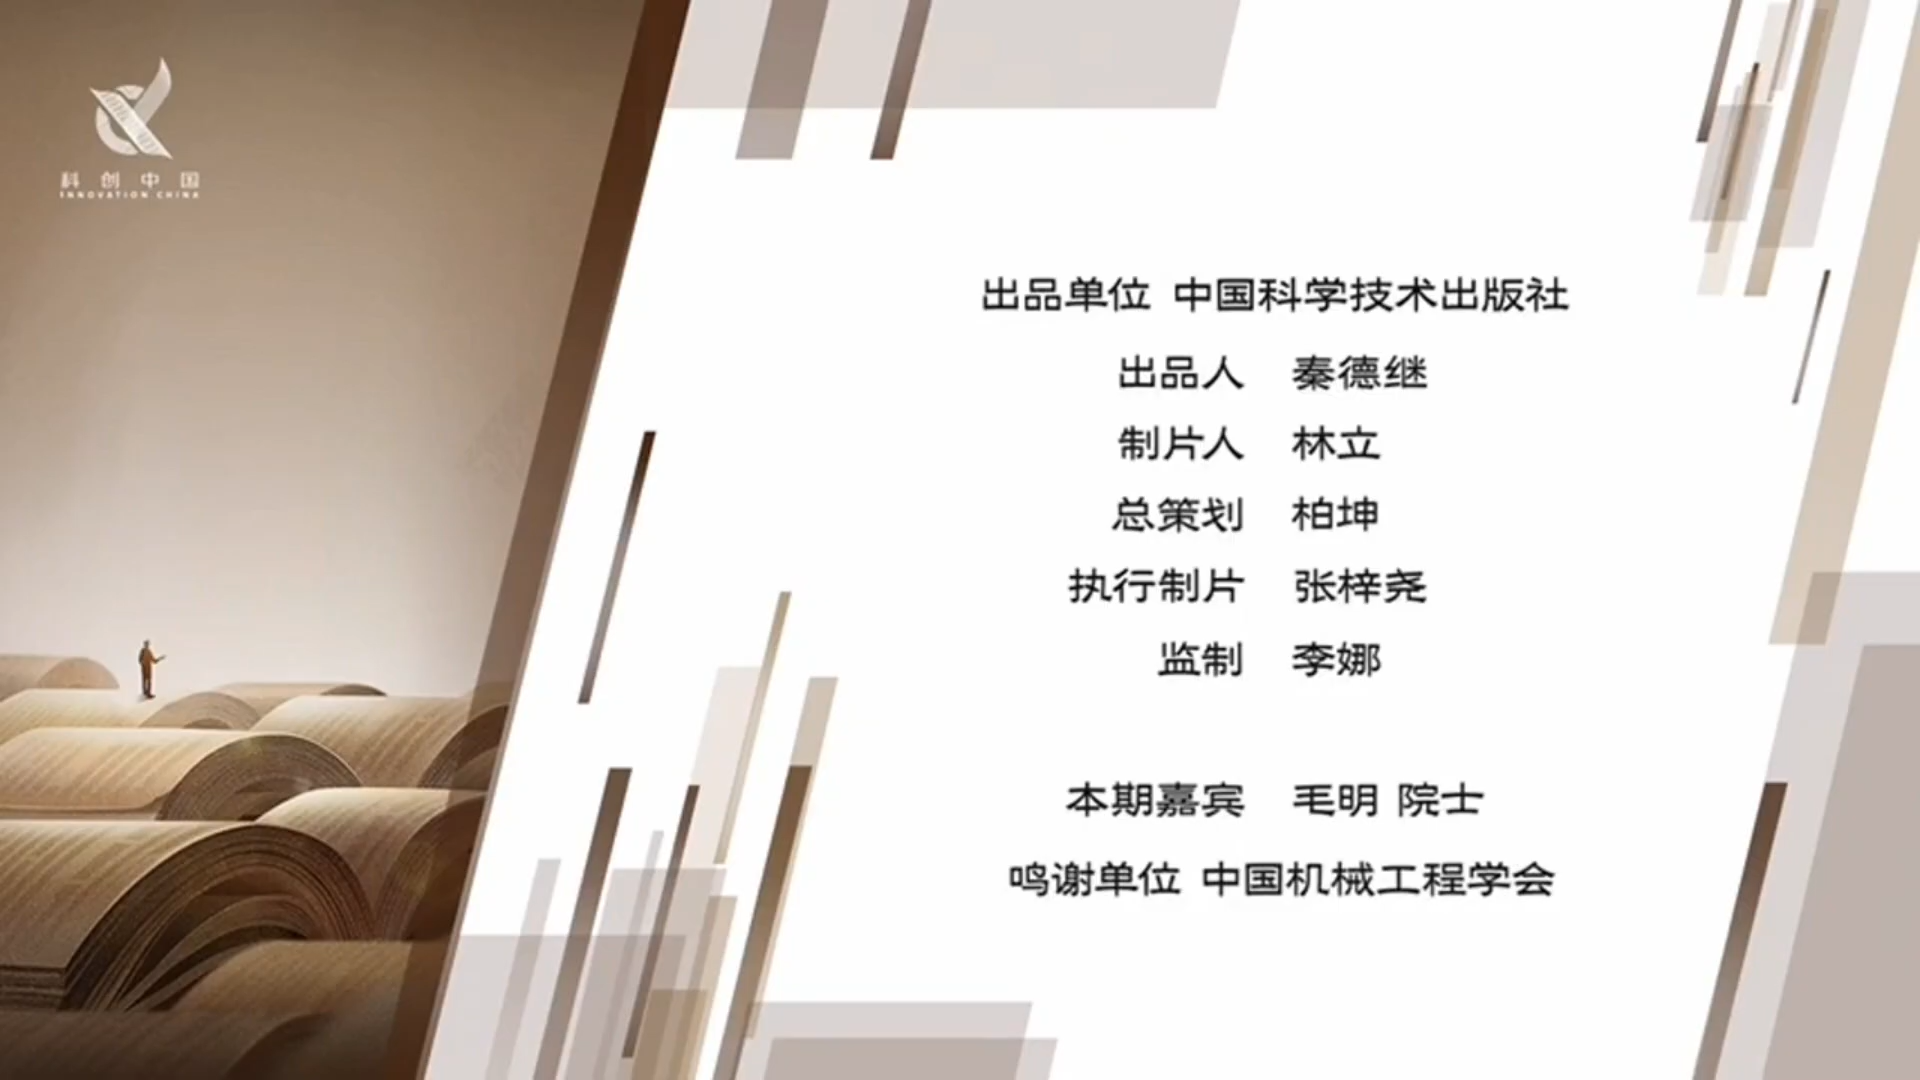 科创中国
INNOVATION CHINA
出品单位 中国科学技术出版社
出品人 秦德继
制片人 林立
总策划 柏坤
执行制片 张梓尧
监制 李娜
本期嘉宾 毛明 院士
鸣谢单位 中国机械工程学会